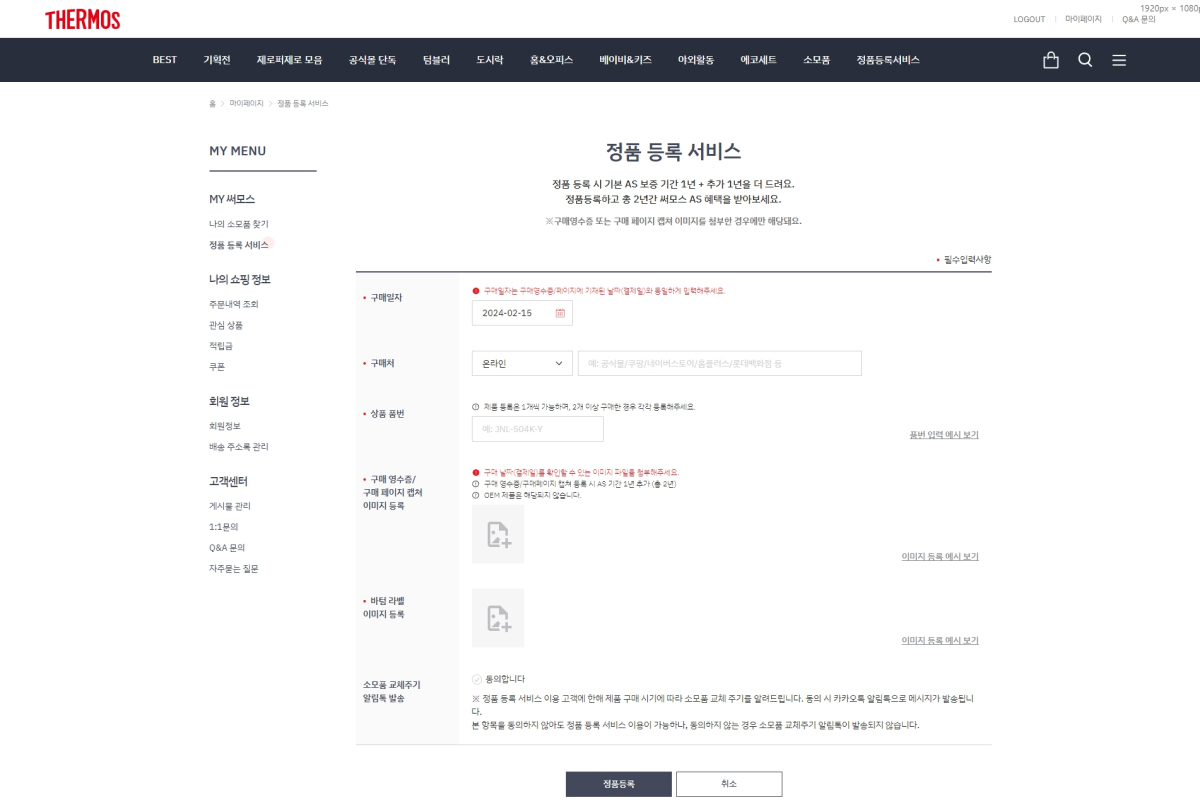 1920px × 1080p
THERMOS
LOGOUT
마이페이지
Q&A 문의
BEST 기획전 제로퍼제로 모음 공식몰 단독 텀블러 도시락 홈&오피스 베이비&키즈 야외활동 에코세트 소모품 정품등록서비스
홈 > 마이페이지 > 정품 등록 서비스
MY MENU
MY 써모스
나의 소모품 찾기
정품 등록 서비스
나의 쇼핑 정보
주문내역 조회
관심 상품
적립금
쿠폰
회원 정보
회원정보
배송 주소록 관리
고객센터
게시물 관리
1:1문의
Q&A 문의
자주묻는 질문
정품 등록 서비스
정품 등록 시 기본 AS 보증 기간 1년 + 추가 1년을 더 드려요.
정품등록하고 총 2년간 써모스 AS 혜택을 받아보세요.
※구매영수증 또는 구매 페이지 캡쳐 이미지를 첨부한 경우에만 해당돼요.
• 필수입력사항
• 구매일자
구매일자는 구매영수증/페이지에 기재된 날짜(결제일)와 동일하게 입력해주세요.
2024-02-15
• 구매처
온라인
예: 공식몰/쿠팡/네이버스토어/홈플러스/롯데백화점 등
• 상품 품번
제품 등록은 1개씩 가능하며, 2개 이상 구매한 경우 각각 등록해주세요.
예: JNL-504K-Y
품번 입력 예시 보기
• 구매 영수증/
구매 페이지 캡쳐
이미지 등록
구매 날짜(결제일)를 확인할 수 있는 이미지 파일를 첨부해주세요.
구매 영수증/구매페이지 캡쳐 등록 시 AS 기간 1년 추가 (총 2년)
OEM 제품은 해당되지 않습니다.
이미지 등록 예시 보기
• 바텀 라벨
이미지 등록
이미지 등록 예시 보기
소모품 교체주기
알림톡 발송
동의합니다
※ 정품 등록 서비스 이용 고객에 한해 제품 구매 시기에 따라 소모품 교체 주기를 알려드립니다. 동의 시 카카오톡 알림톡으로 메시지가 발송됩니
다.
본 항목을 동의하지 않아도 정품 등록 서비스 이용이 가능하나, 동의하지 않는 경우 소모품 교체주기 알림톡이 발송되지 않습니다.
정품등록
취소